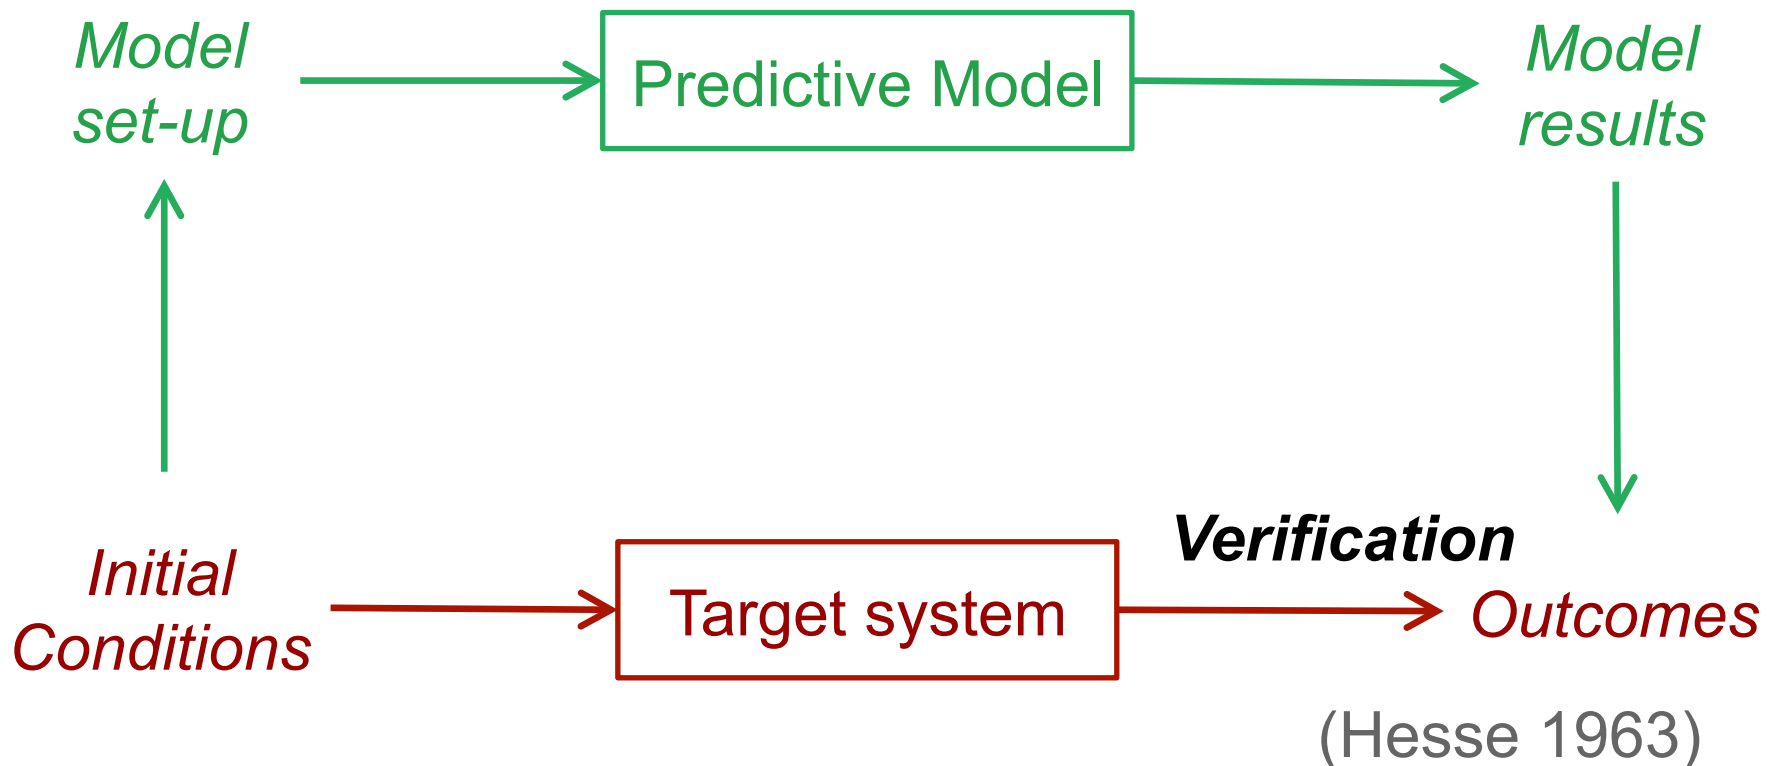 Model
set-up
Predictive Model
Model
results
Verification
Initial
Conditions
Target system
Outcomes
(Hesse 1963)